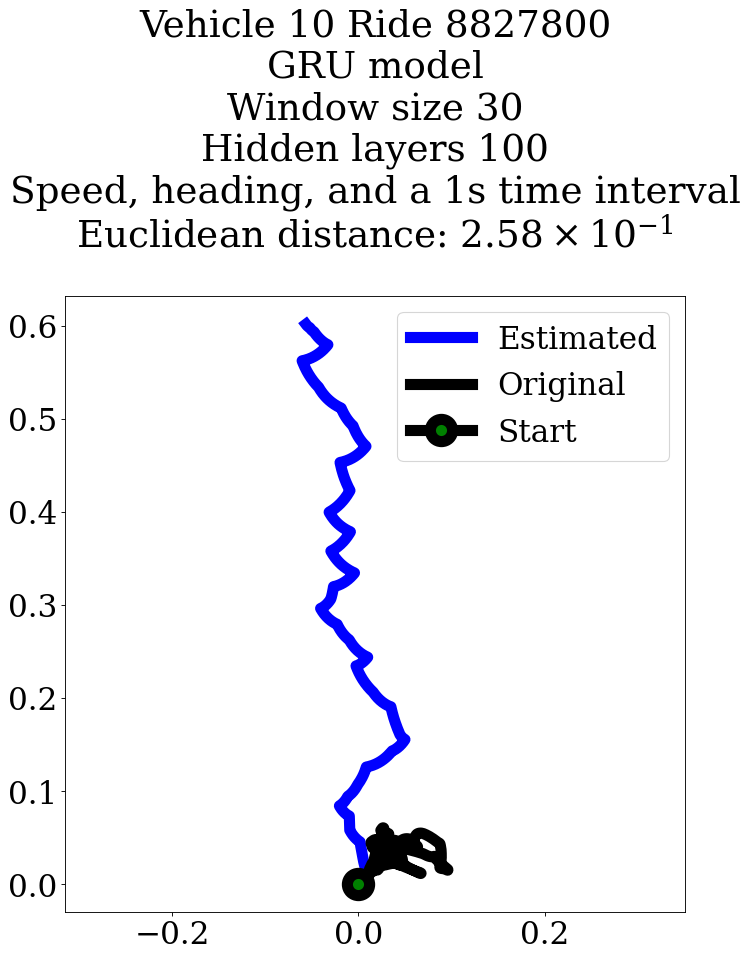 Vehicle 10 Ride 8827800
GRU model
Window size 30
Hidden layers 100
Speed, heading, and a 1s time interval
Euclidean distance: 2.58 × 10⁻¹
Estimated
Original
Start
0.6
0.5
0.4
0.3
0.2
0.1
0.0
−0.2 0.0 0.2